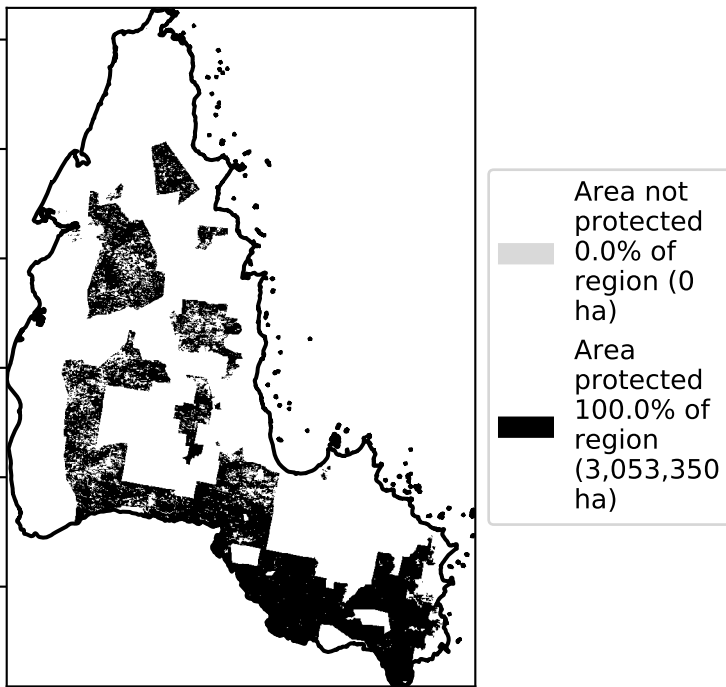 Area not
protected
0.0% of
region (0
ha)
Area
protected
100.0% of
region
(3,053,350
ha)